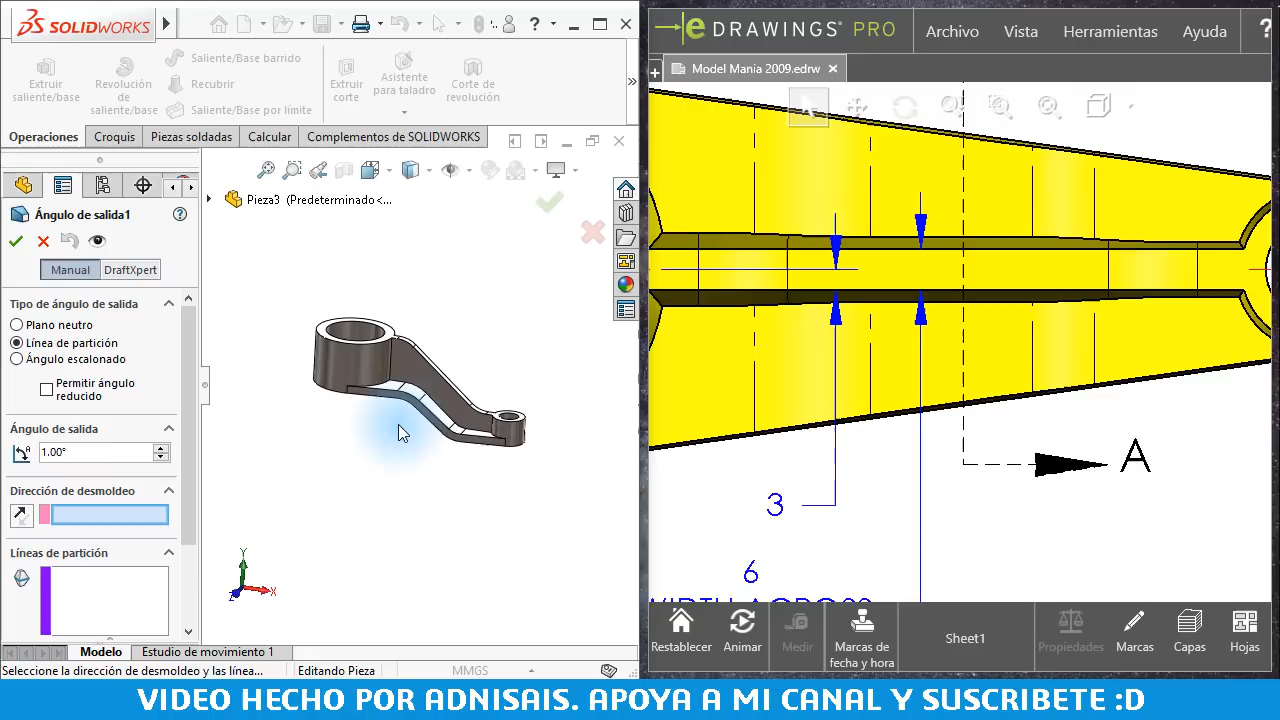 SOLIDWORKS
?
Extruir
saliente/base
Revolución
de
saliente/base
Saliente/Base barrido
Recubrir
Saliente/Base por límite
Extruir
corte
Asistente
para taladro
Corte de
revolución
Operaciones
Croquis
Piezas soldadas
Calcular
Complementos de SOLIDWORKS
Pieza3 (Predeterminado<...
Ángulo de salida1
?
Manual
DraftXpert
Tipo de ángulo de salida
Plano neutro
Línea de partición
Ángulo escalonado
Permitir ángulo
reducido
Ángulo de salida
1.00°
Dirección de desmoldeo
Líneas de partición
Y
X
Z
Modelo
Estudio de movimiento 1
Seleccione la dirección de desmoldeo y las líne...
Editando Pieza
MMGS
e DRAWINGS® PRO
Archivo
Vista
Herramientas
Ayuda
?
Model Mania 2009.edrw
A
3
6
Restablecer
Animar
Medir
Marcas de
fecha y hora
Sheet1
Propiedades
Marcas
Capas
Hojas
VIDEO HECHO POR ADNISAIS. APOYA A MI CANAL Y SUSCRIBETE :D